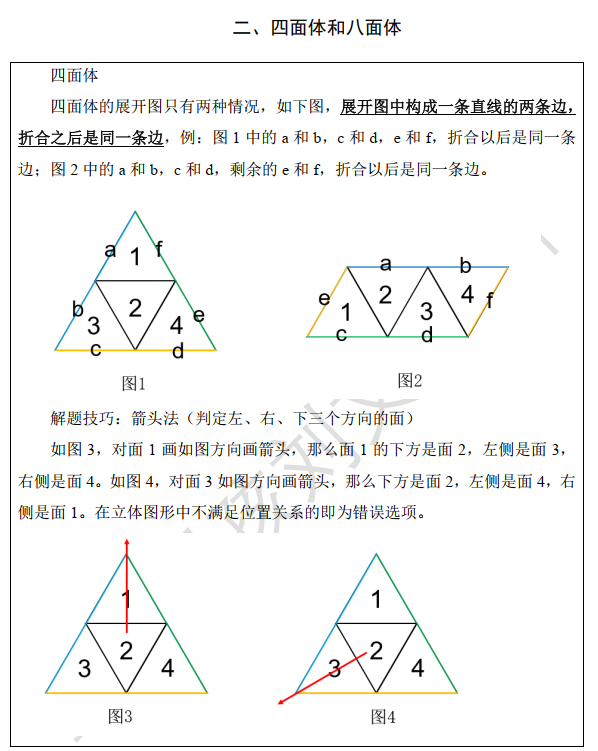 二、四面体和八面体
四面体
四面体的展开图只有两种情况，如下图，展开图中构成一条直线的两条边，
折合之后是同一条边，例：图 1 中的 a 和 b，c 和 d，e 和 f，折合以后是同一条
边；图 2 中的 a 和 b，c 和 d，剩余的 e 和 f，折合以后是同一条边。
a 1 f
b 3 2 4 e
c d
图1
a b
e 1 2 3 4 f
c d
图2
解题技巧：箭头法（判定左、右、下三个方向的面）
如图 3，对面 1 画如图方向画箭头，那么面 1 的下方是面 2，左侧是面 3，
右侧是面 4。如图 4，对面 3 如图方向画箭头，那么下方是面 2，左侧是面 4，右
侧是面 1。在立体图形中不满足位置关系的即为错误选项。
1
2
3 4
图3
1
2
3 4
图4